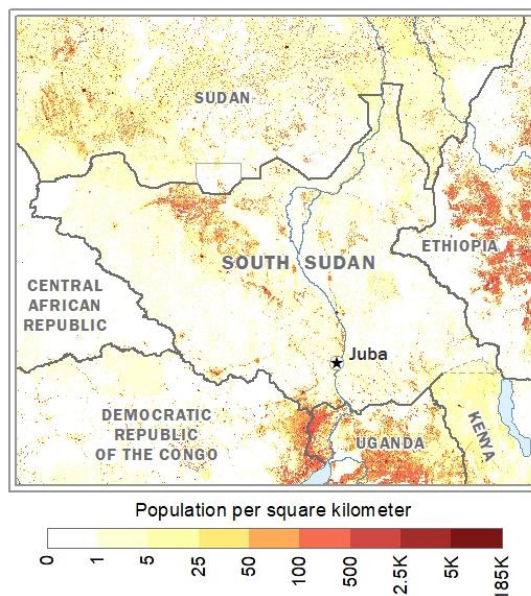 SUDAN
ETHIOPIA
SOUTH SUDAN
CENTRAL
AFRICAN
REPUBLIC
Juba
DEMOCRATIC
REPUBLIC
OF THE CONGO
UGANDA
KENYA
Population per square kilometer
0 1 5 25 50 100 500 2.5K 5K 185K